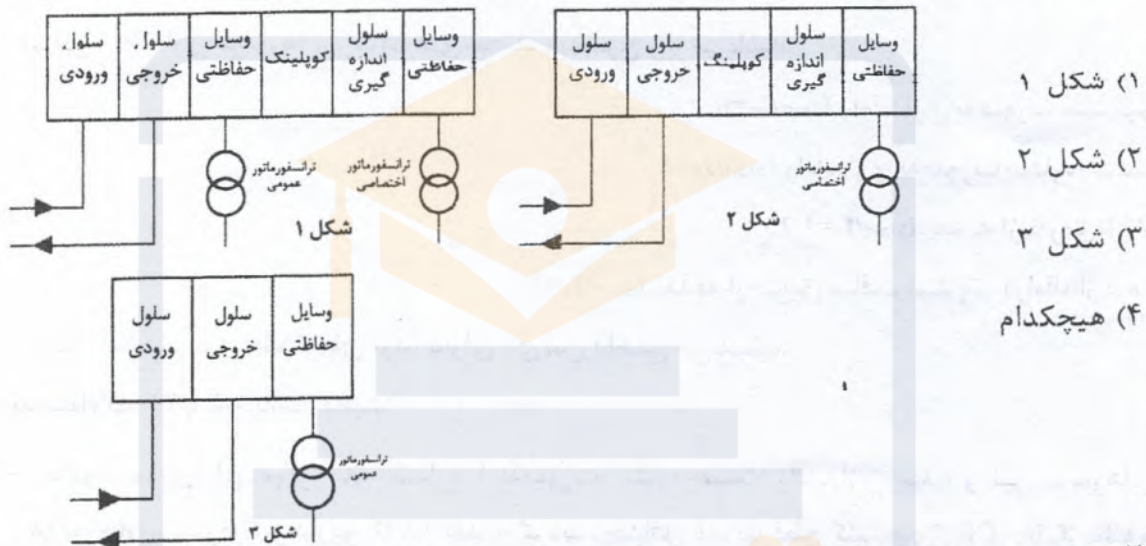 سلول ورودی
سلول خروجی
وسایل حفاظتی
کوپلینگ
سلول اندازه گیری
وسایل حفاظتی
ترانسفورماتور عمومی
ترانسفورماتور اختصاصی
شکل ۱
سلول ورودی
سلول خروجی
کوپلینگ
سلول اندازه گیری
وسایل حفاظتی
ترانسفورماتور اختصاصی
شکل ۲
سلول ورودی
سلول خروجی
وسایل حفاظتی
ترانسفورماتور عمومی
شکل ۳
۱) شکل ۱
۲) شکل ۲
۳) شکل ۳
۴) هیچکدام